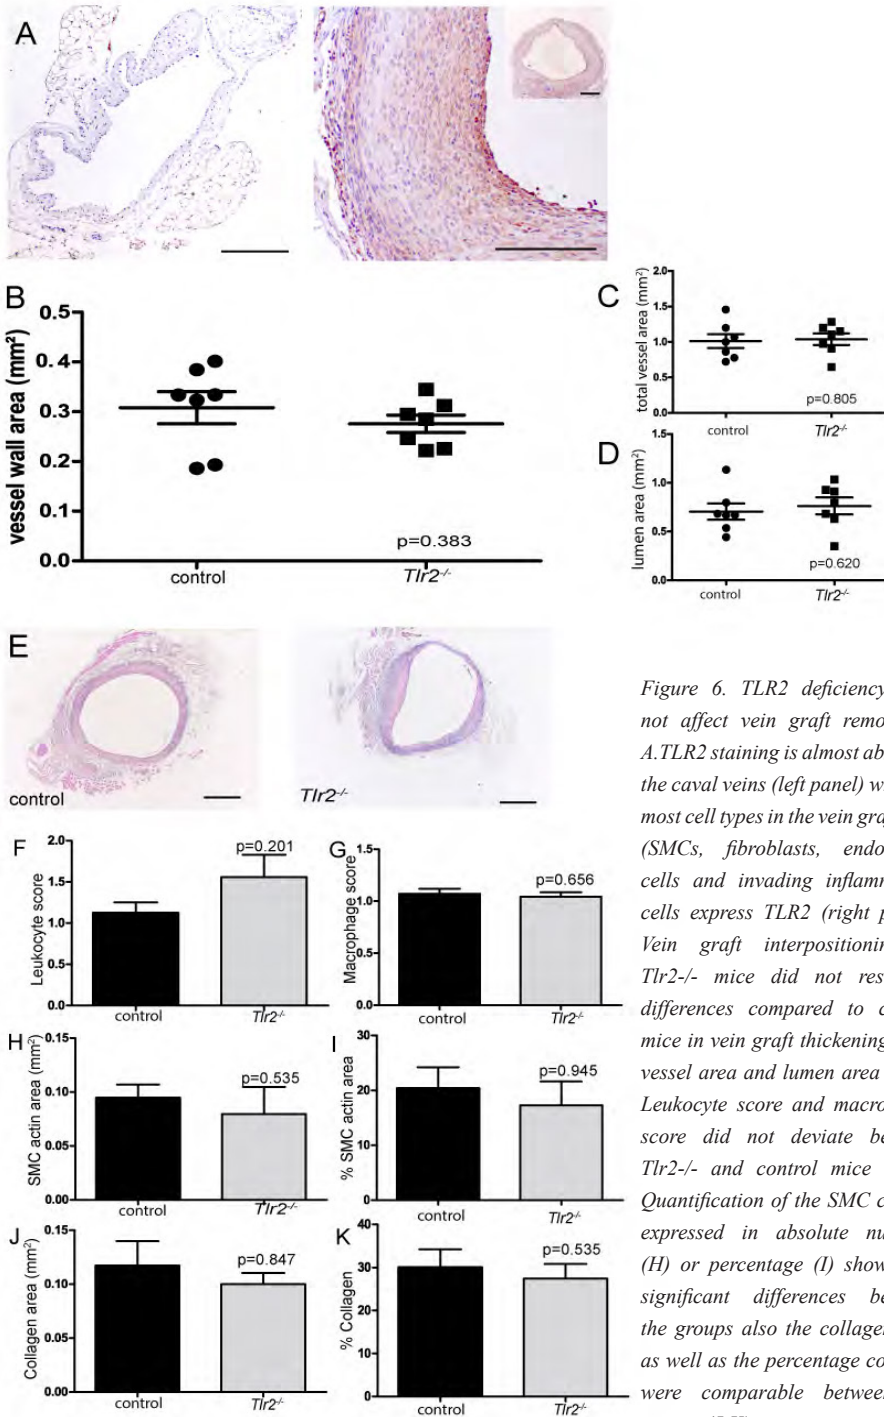 A
B
vessel wall area (mm²)
0.5
0.4
0.3
0.2
0.1
0.0
p=0.383
control
Tlr2-/-
C
total vessel area (mm²)
2.0
1.5
1.0
0.5
0.0
p=0.805
control
Tlr2-/-
D
lumen area (mm²)
1.5
1.0
0.5
0.0
p=0.620
control
Tlr2-/-
E
control
Tlr2-/-
F
Leukocyte score
2.0
1.5
1.0
0.5
0.0
p=0.201
control
Tlr2-/-
G
Macrophage score
1.5
1.0
0.5
0.0
p=0.656
control
Tlr2-/-
H
SMC actin area (mm²)
0.15
0.10
0.05
0.00
p=0.535
control
Tlr2-/-
I
% SMC actin area
30
20
10
0
p=0.945
control
Tlr2-/-
J
Collagen area (mm²)
0.15
0.10
0.05
0.00
p=0.847
control
Tlr2-/-
K
% Collagen
40
30
20
10
0
p=0.535
control
Tlr2-/-
Figure 6. TLR2 deficiency
not affect vein graft remo
A.TLR2 staining is almost ab
the caval veins (left panel) w
most cell types in the vein gra
(SMCs, fibroblasts, endo
cells and invading inflamm
cells express TLR2 (right p
Vein graft interpositionin
Tlr2-/- mice did not res
differences compared to c
mice in vein graft thickening
vessel area and lumen area
Leukocyte score and macro
score did not deviate be
Tlr2-/- and control mice
Quantification of the SMC c
expressed in absolute nu
(H) or percentage (I) show
significant differences be
the groups also the collagen
as well as the percentage co
were comparable between